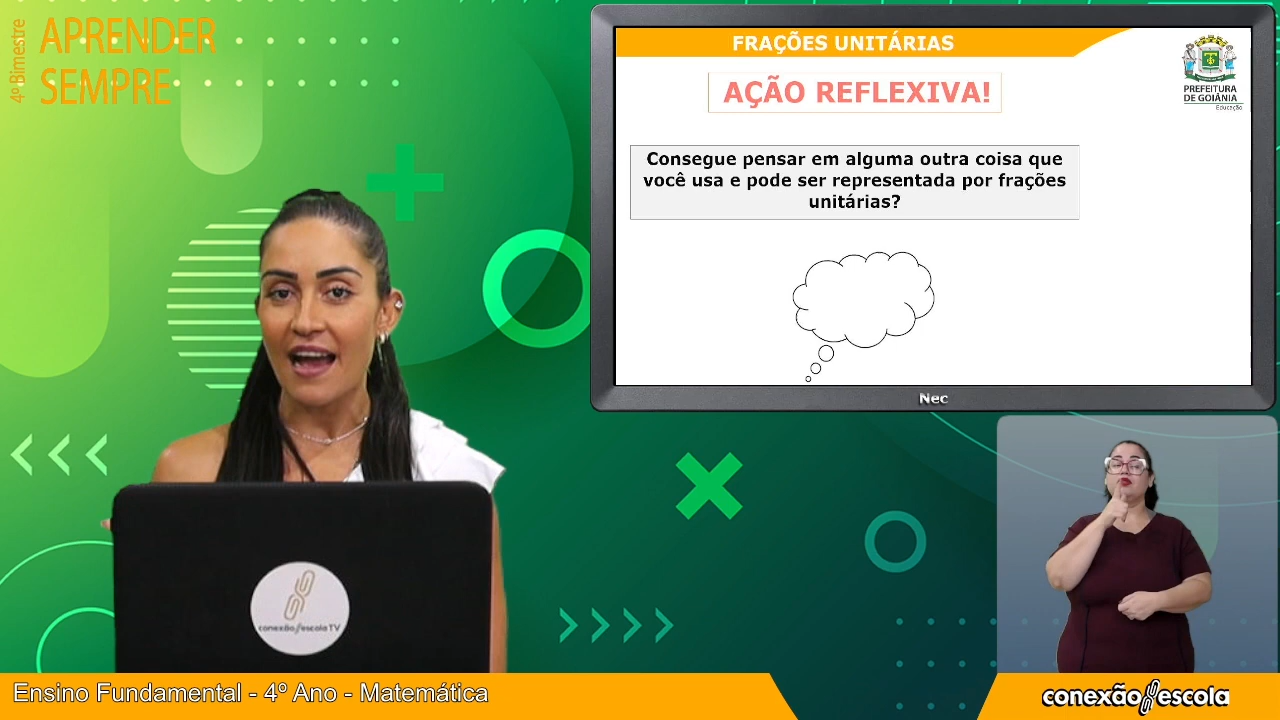 4º Bimestre
APRENDER
SEMPRE
FRAÇÕES UNITÁRIAS
AÇÃO REFLEXIVA!
PREFEITURA
DE GOIÂNIA
Educação
Consegue pensar em alguma outra coisa que
você usa e pode ser representada por frações
unitárias?
Nec
conexão escola TV
Ensino Fundamental - 4º Ano - Matemática
conexão escola